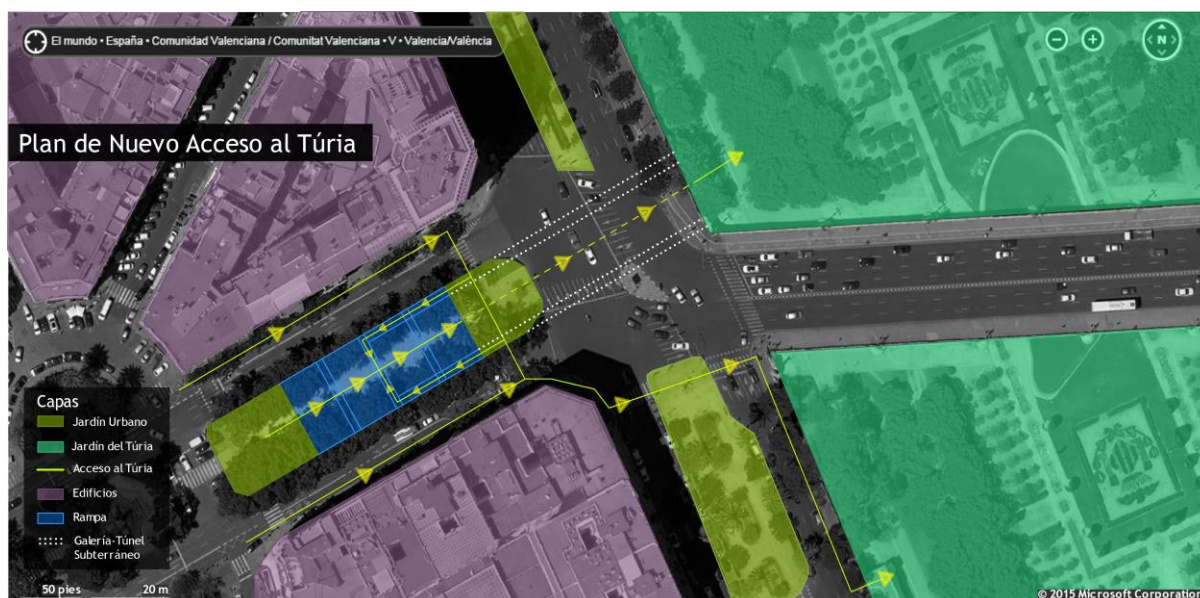 El mundo • España • Comunidad Valenciana / Comunitat Valenciana • V • Valencia/València
N
Plan de Nuevo Acceso al Túria
Capas
Jardín Urbano
Jardín del Túria
Acceso al Túria
Edificios
Rampa
Galería-Túnel
Subterráneo
50 pies 20 m
© 2015 Microsoft Corporation